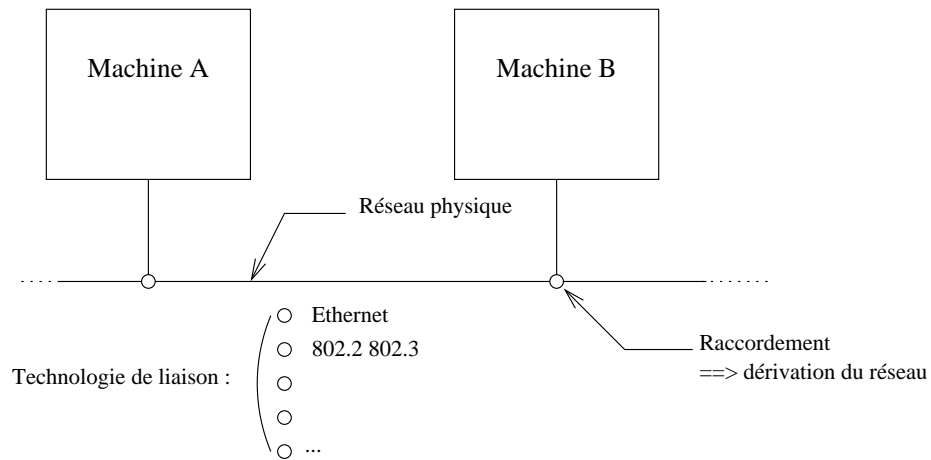 Machine A
Machine B
Réseau physique
Ethernet
802.2 802.3
Technologie de liaison :
...
Raccordement
==> dérivation du réseau